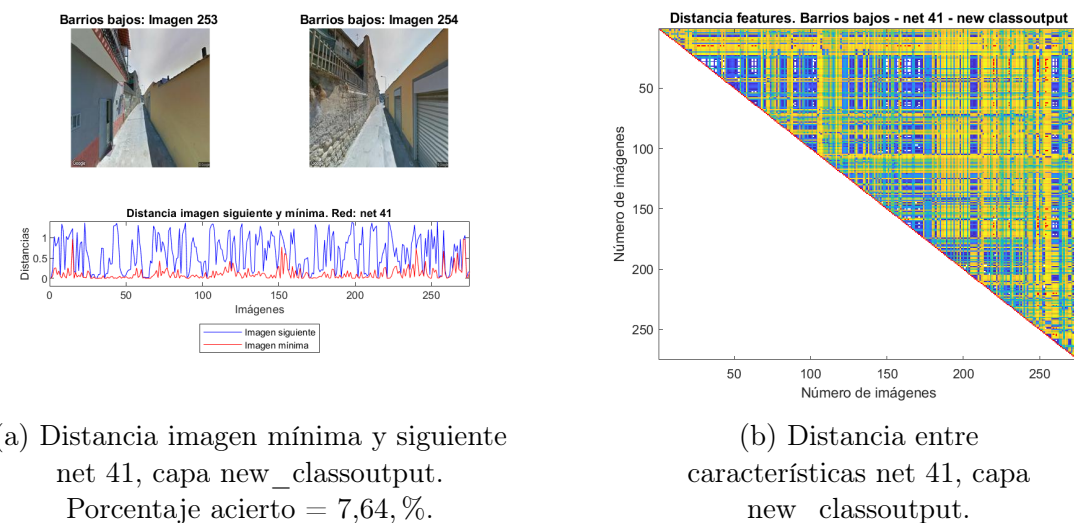 Barrios bajos: Imagen 253
Barrios bajos: Imagen 254
Google
Distancia imagen siguiente y mínima. Red: net 41
Distancias
1
0.5
0
0
50
100
150
200
250
Imágenes
Imagen siguiente
Imagen mínima
(a) Distancia imagen mínima y siguiente
net 41, capa new_classoutput.
Porcentaje acierto = 7,64, %.
Distancia features. Barrios bajos - net 41 - new classoutput
Número de imágenes
50
100
150
200
250
50
100
150
200
250
Número de imágenes
(b) Distancia entre
características net 41, capa
new classoutput.